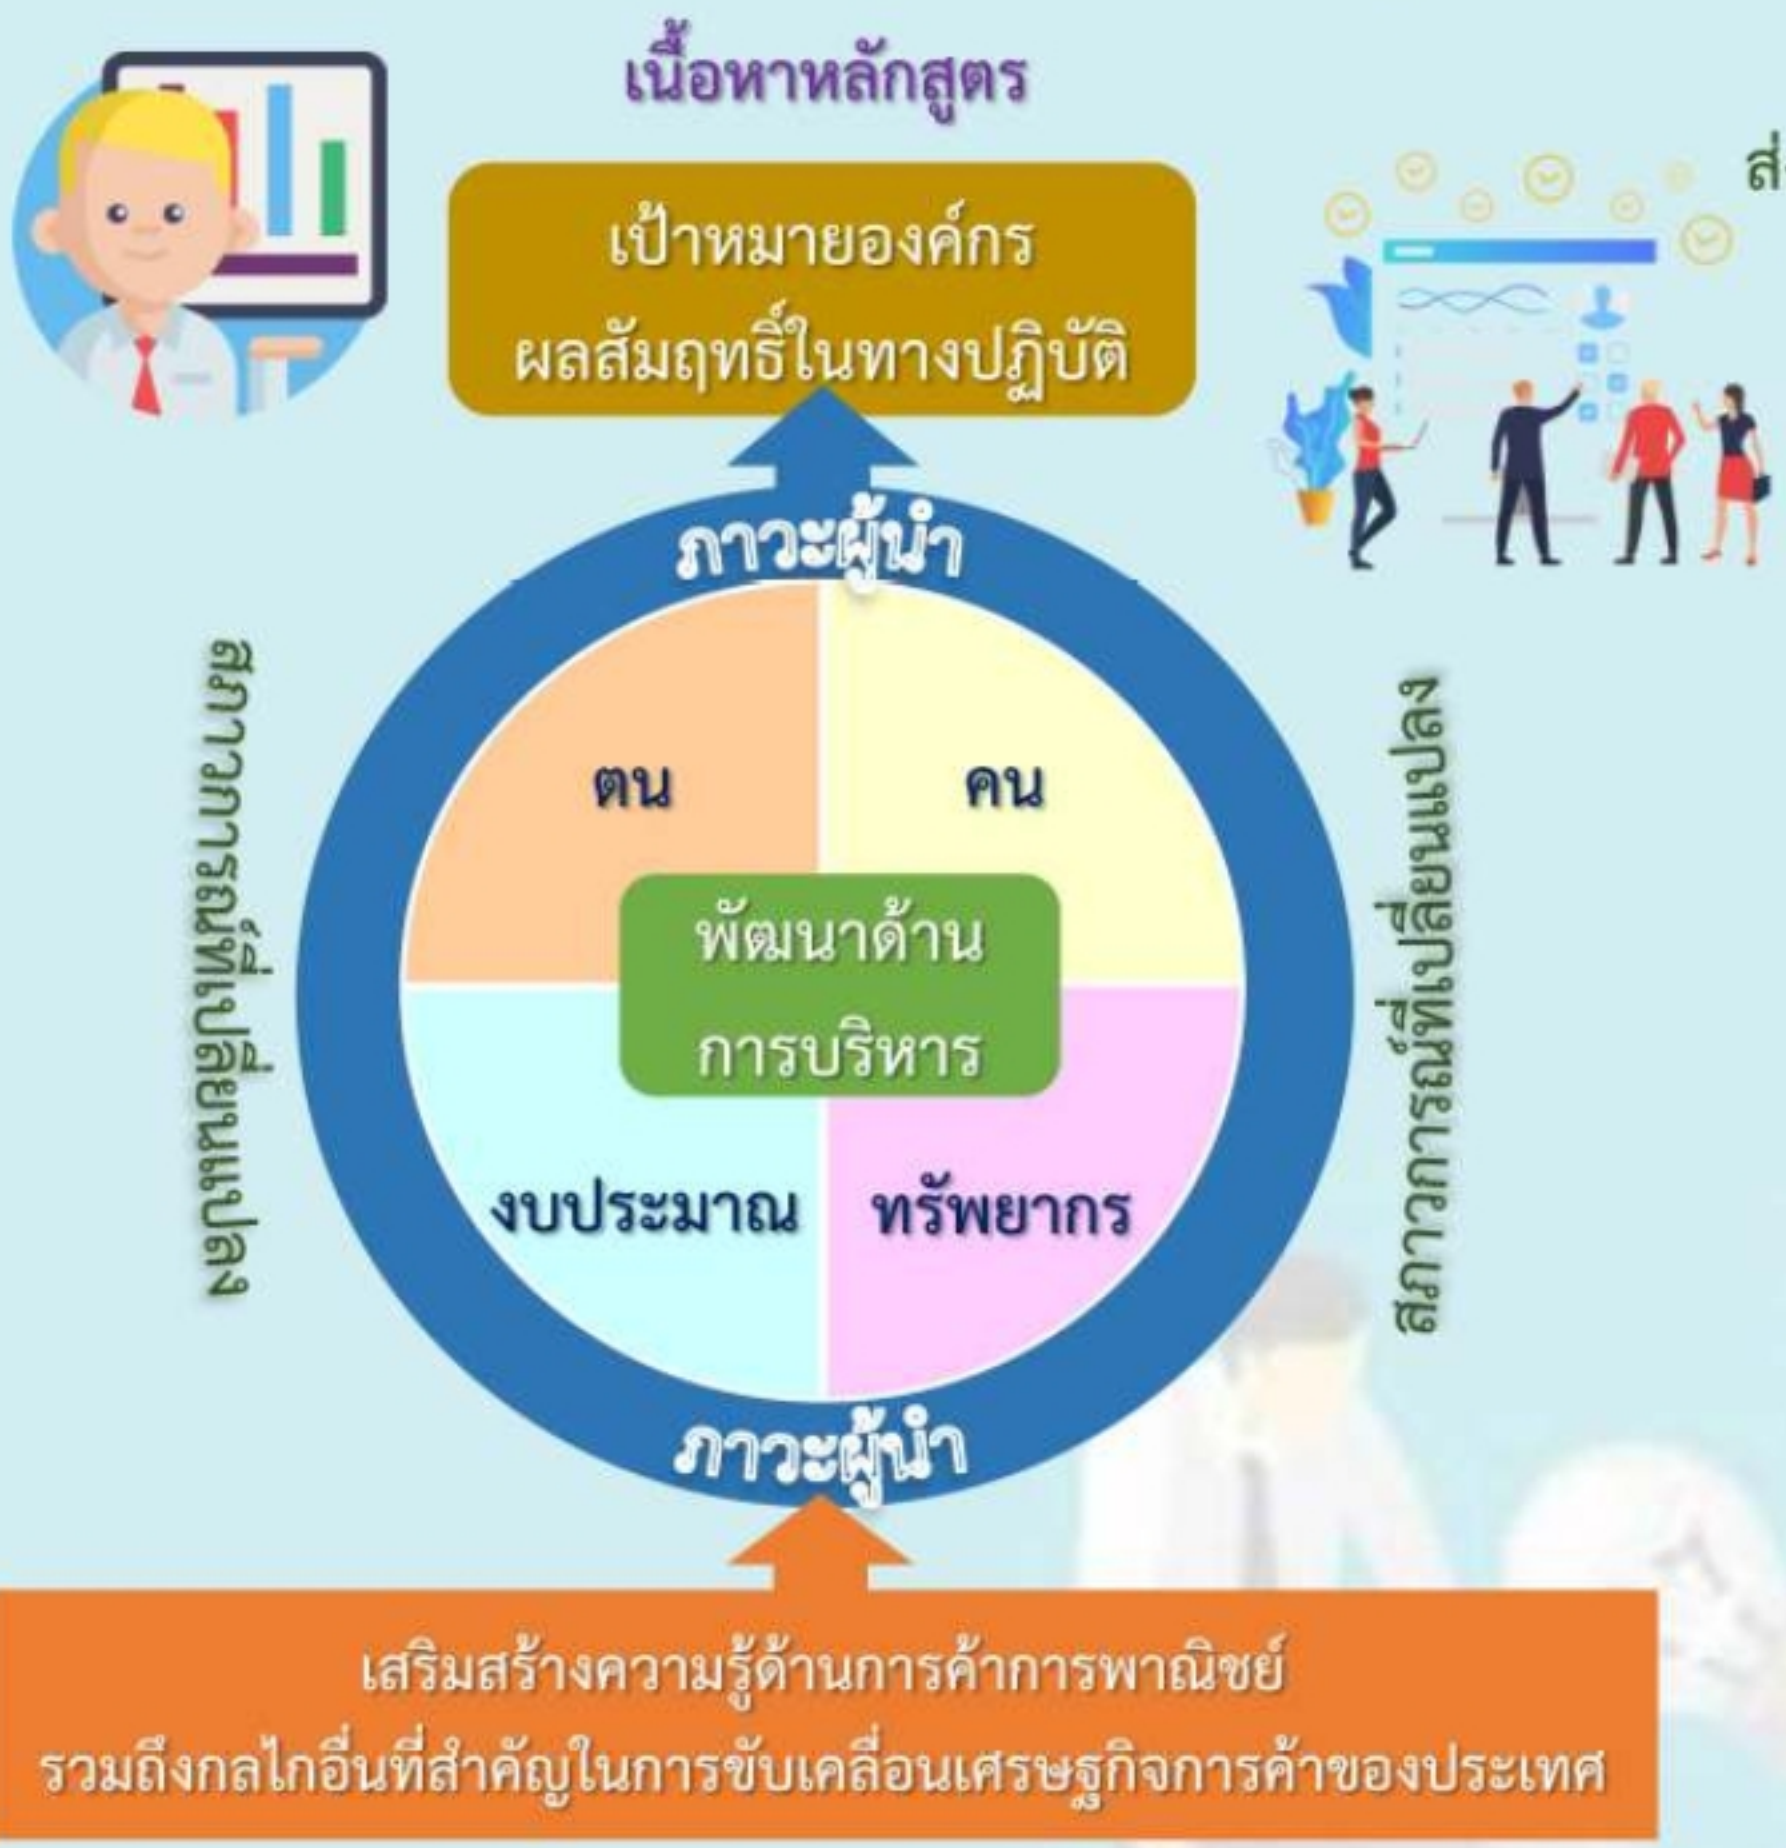 เนื้อหาหลักสูตร
เป้าหมายองค์กร
ผลสัมฤทธิ์ในทางปฏิบัติ
ภาวะผู้นำ
สภาวการณ์ที่เปลี่ยนแปลง
ตน
คน
สภาวการณ์ที่เปลี่ยนแปลง
พัฒนาด้าน
การบริหาร
งบประมาณ
ทรัพยากร
ภาวะผู้นำ
เสริมสร้างความรู้ด้านการค้าการพาณิชย์
รวมถึงกลไกอื่นที่สำคัญในการขับเคลื่อนเศรษฐกิจการค้าของประเทศ